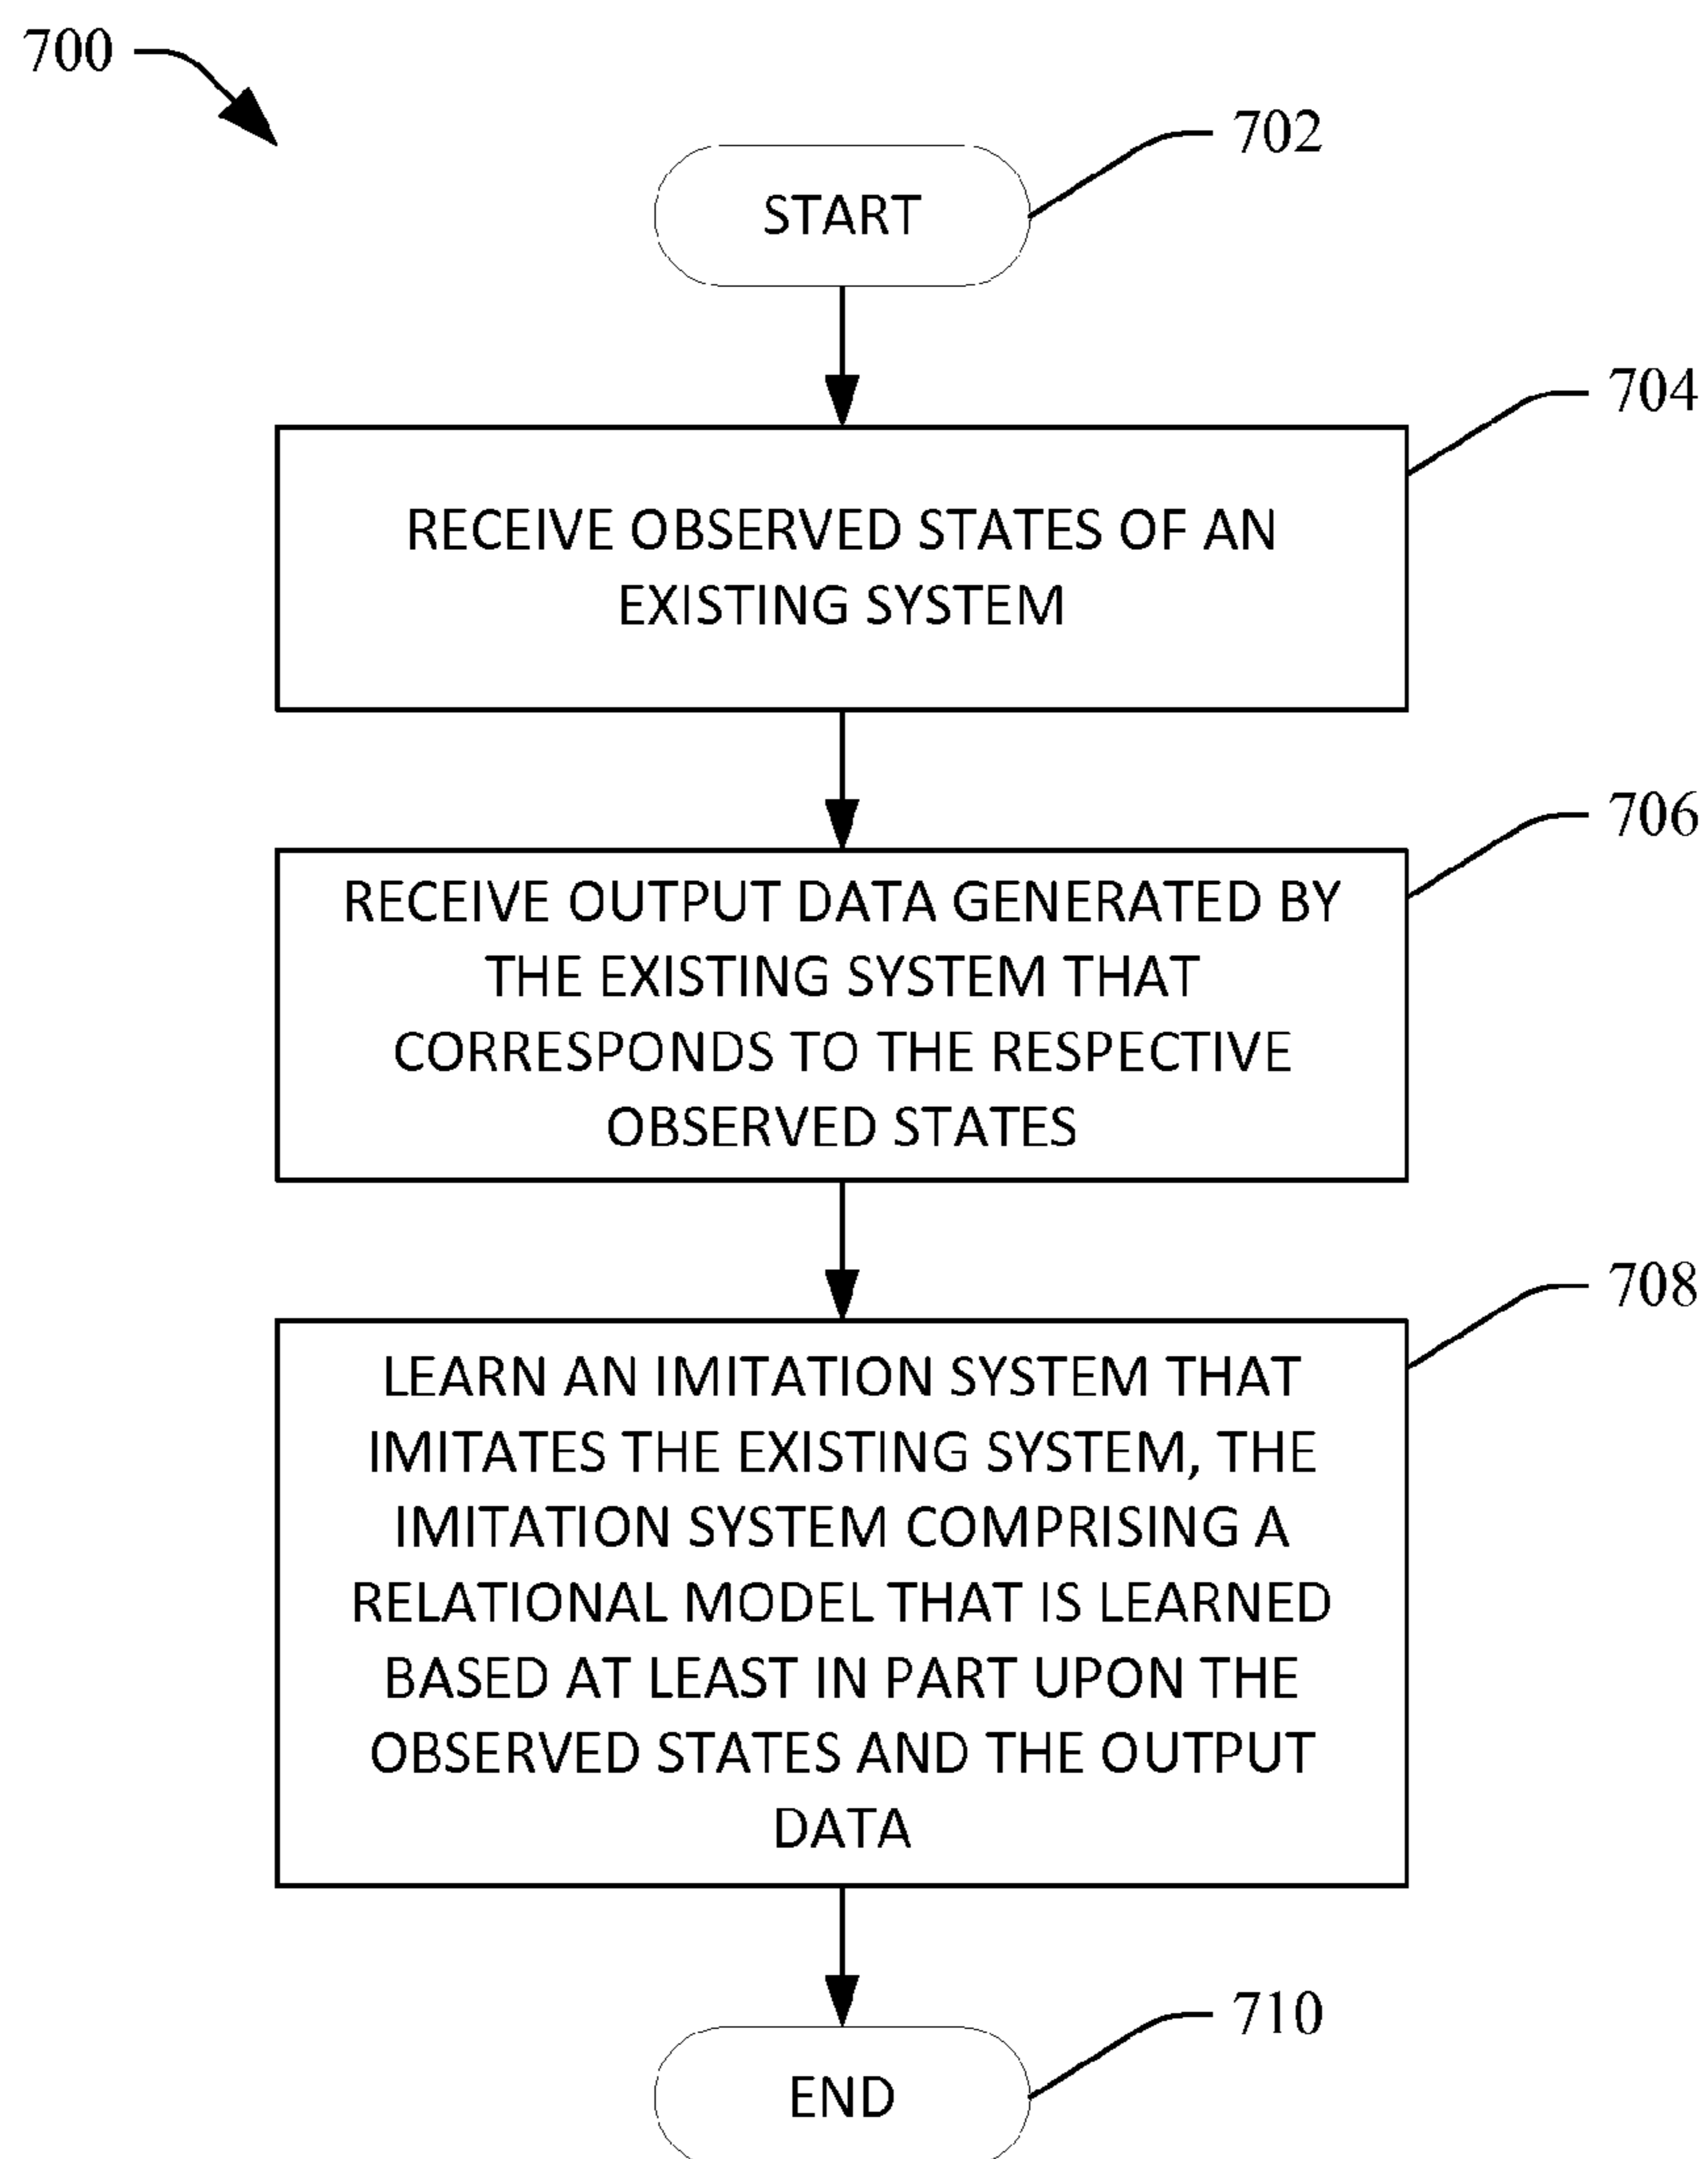 700
702
START
704
RECEIVE OBSERVED STATES OF AN
EXISTING SYSTEM
706
RECEIVE OUTPUT DATA GENERATED BY
THE EXISTING SYSTEM THAT
CORRESPONDS TO THE RESPECTIVE
OBSERVED STATES
708
LEARN AN IMITATION SYSTEM THAT
IMITATES THE EXISTING SYSTEM, THE
IMITATION SYSTEM COMPRISING A
RELATIONAL MODEL THAT IS LEARNED
BASED AT LEAST IN PART UPON THE
OBSERVED STATES AND THE OUTPUT
DATA
710
END